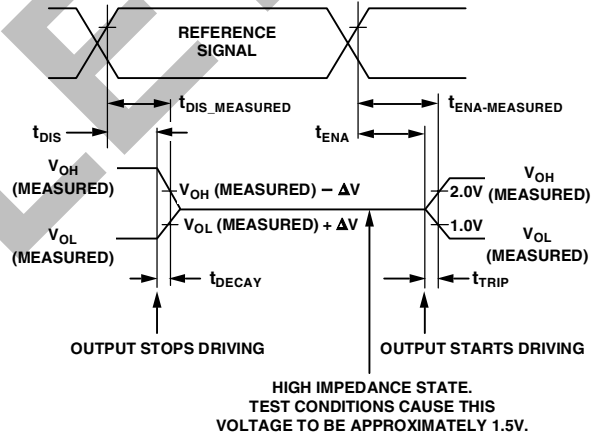 REFERENCE
SIGNAL
tDIS_MEASURED
tENA-MEASURED
tDIS
tENA
VOH
(MEASURED)
VOH (MEASURED) − ΔV
2.0V
VOH
(MEASURED)
VOL (MEASURED) + ΔV
1.0V
VOL
(MEASURED)
VOL
(MEASURED)
tDECAY
tTRIP
OUTPUT STOPS DRIVING
OUTPUT STARTS DRIVING
HIGH IMPEDANCE STATE.
TEST CONDITIONS CAUSE THIS
VOLTAGE TO BE APPROXIMATELY 1.5V.